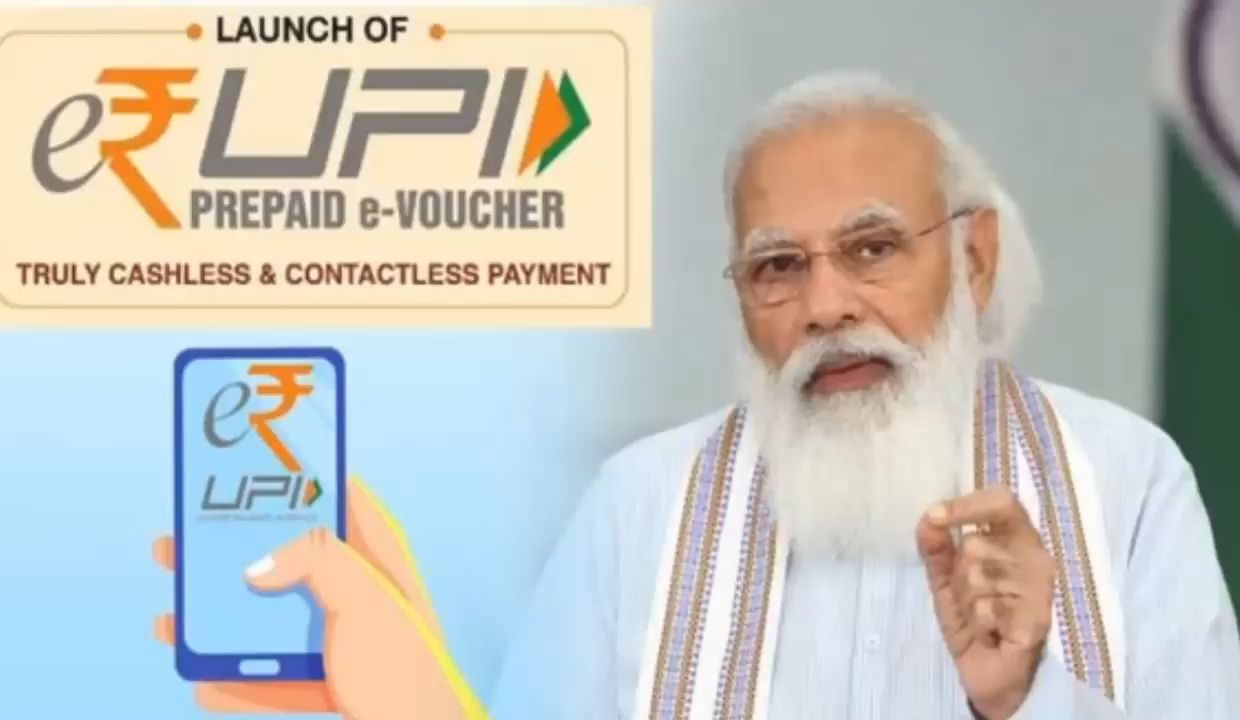 LAUNCH OF
e₹UPI
PREPAID e-VOUCHER
TRULY CASHLESS & CONTACTLESS PAYMENT
e₹
UPI